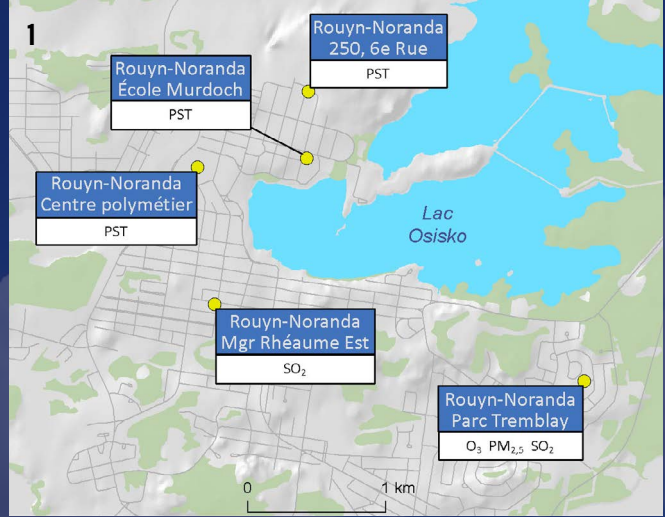 1
Rouyn-Noranda
250, 6e Rue
PST
Rouyn-Noranda
École Murdoch
PST
Rouyn-Noranda
Centre polymétier
PST
Lac
Osisko
Rouyn-Noranda
Mgr Rhéaume Est
SO₂
Rouyn-Noranda
Parc Tremblay
O₃ PM₂,₅ SO₂
0 1 km